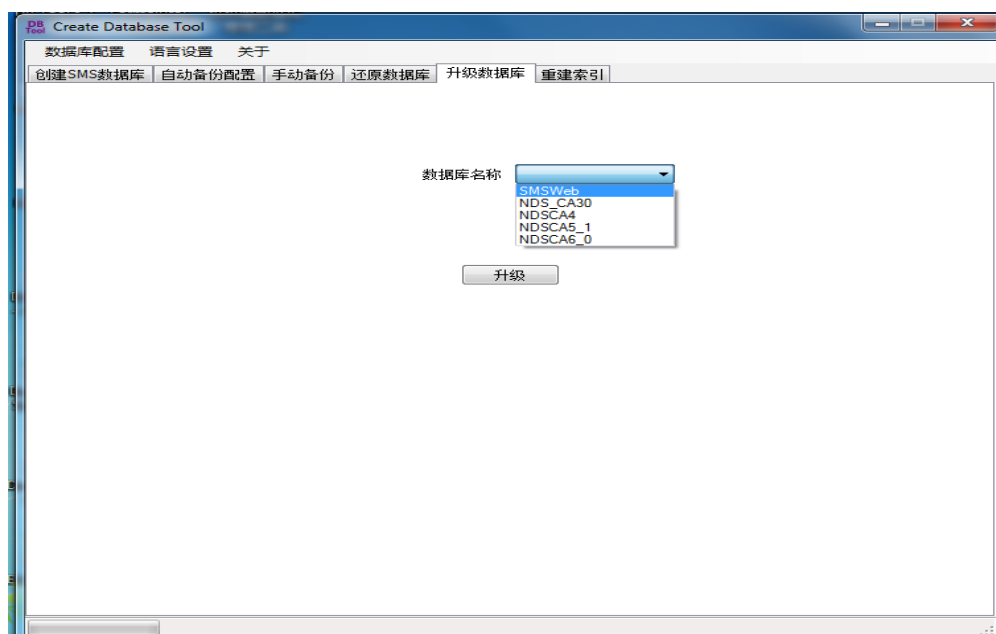 DB Tool Create Database Tool
数据库配置 语言设置 关于
创建SMS数据库 自动备份配置 手动备份 还原数据库 升级数据库 重建索引
数据库名称
SMSWeb
NDS_CA30
NDSCA4
NDSCA5_1
NDSCA6_0
升级